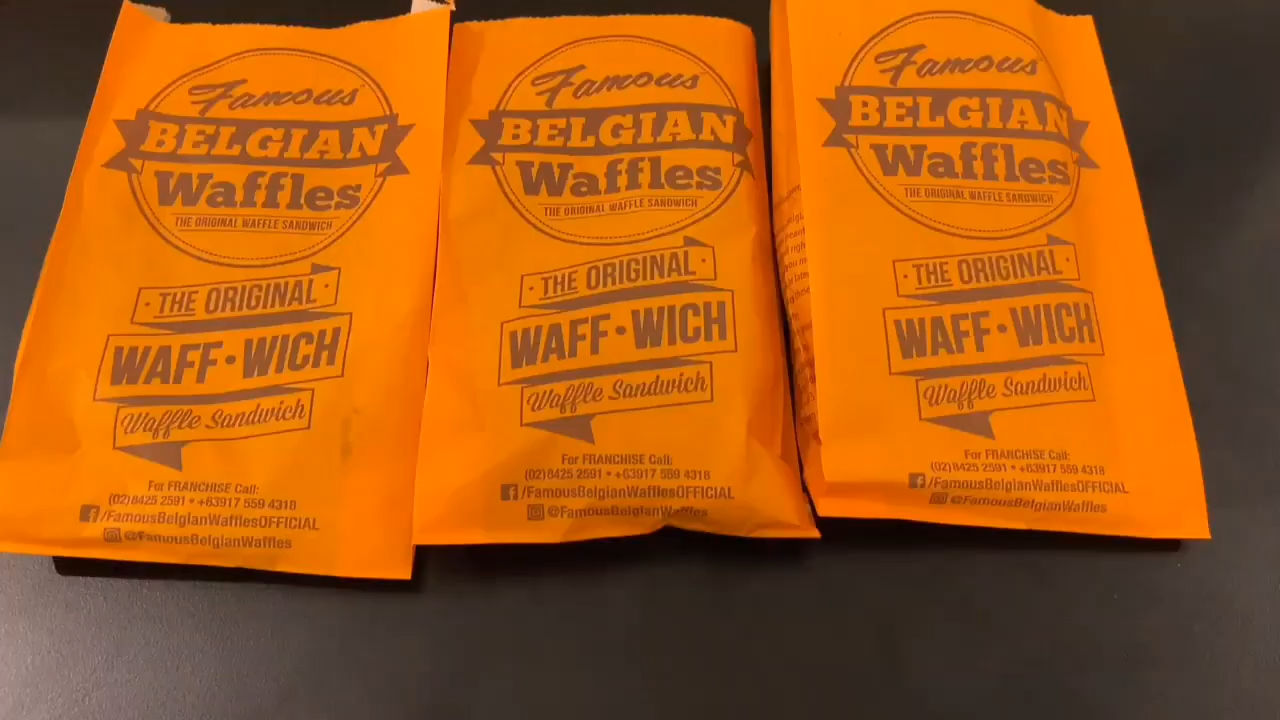 Famous
BELGIAN
Waffles
THE ORIGINAL WAFFLE SANDWICH
THE ORIGINAL
WAFF•WICH
Waffle Sandwich
For FRANCHISE Call:
(02)8425 2591 • +63917 559 4318
/FamousBelgianWafflesOFFICIAL
@FamousBelgianWaffles
Famous
BELGIAN
Waffles
THE ORIGINAL WAFFLE SANDWICH
THE ORIGINAL
WAFF•WICH
Waffle Sandwich
For FRANCHISE Call:
(02)8425 2591 • +63917 559 4318
/FamousBelgianWafflesOFFICIAL
@FamousBelgianWaffles
Famous
BELGIAN
Waffles
THE ORIGINAL WAFFLE SANDWICH
THE ORIGINAL
WAFF•WICH
Waffle Sandwich
For FRANCHISE Call:
(02)8425 2591 • +63917 559 4318
/FamousBelgianWafflesOFFICIAL
@FamousBelgianWaffles